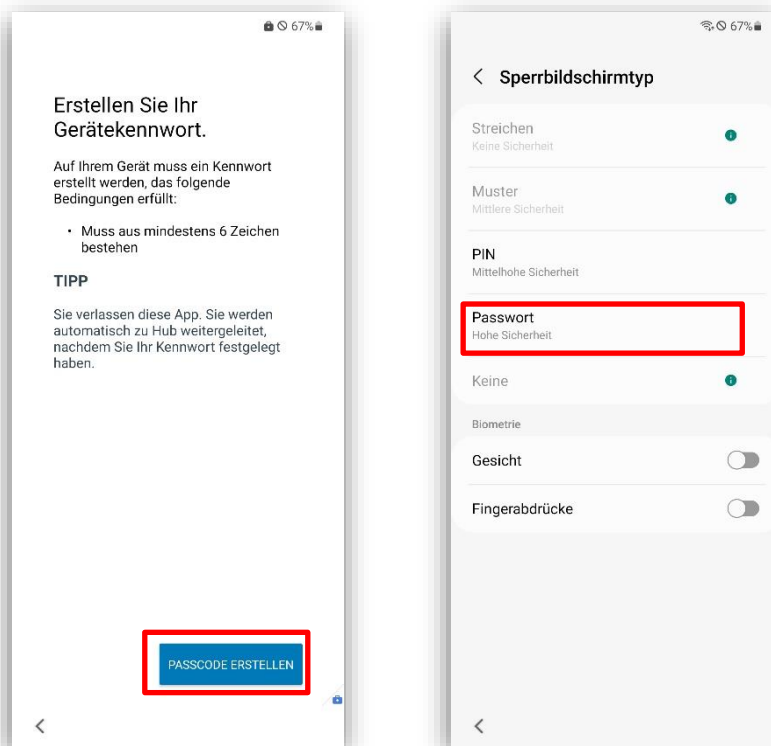 67%
Erstellen Sie Ihr
Gerätekennwort.
Auf Ihrem Gerät muss ein Kennwort
erstellt werden, das folgende
Bedingungen erfüllt:
• Muss aus mindestens 6 Zeichen
bestehen
TIPP
Sie verlassen diese App. Sie werden
automatisch zu Hub weitergeleitet,
nachdem Sie Ihr Kennwort festgelegt
haben.
PASSCODE ERSTELLEN
67%
Sperrbildschirmtyp
Streichen
Keine Sicherheit
Muster
Mittlere Sicherheit
PIN
Mittelhohe Sicherheit
Passwort
Hohe Sicherheit
Keine
Biometrie
Gesicht
Fingerabdrücke